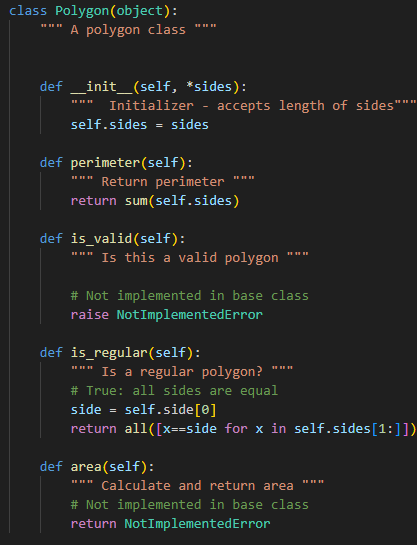 class Polygon(object):
    """ A polygon class """
    def __init__(self, *sides):
        """  Initializer - accepts length of sides"""
        self.sides = sides
    def perimeter(self):
        """ Return perimeter """
        return sum(self.sides)
    def is_valid(self):
        """ Is this a valid polygon """
        # Not implemented in base class
        raise NotImplementedError
    def is_regular(self):
        """ Is a regular polygon? """
        # True: all sides are equal
        side = self.side[0]
        return all([x==side for x in self.sides[1:]])
    def area(self):
        """ Calculate and return area """
        # Not implemented in base class
        return NotImplementedError